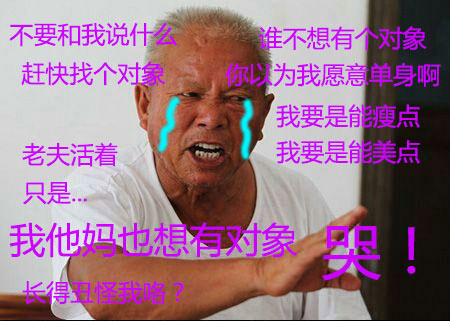 不要和我说什么
赶快找个对象
谁不想有个对象
你以为我愿意单身啊
我要是能瘦点
我要是能美点
老夫活着
只是...
我他妈也想有对象
哭！
长得丑怪我咯？